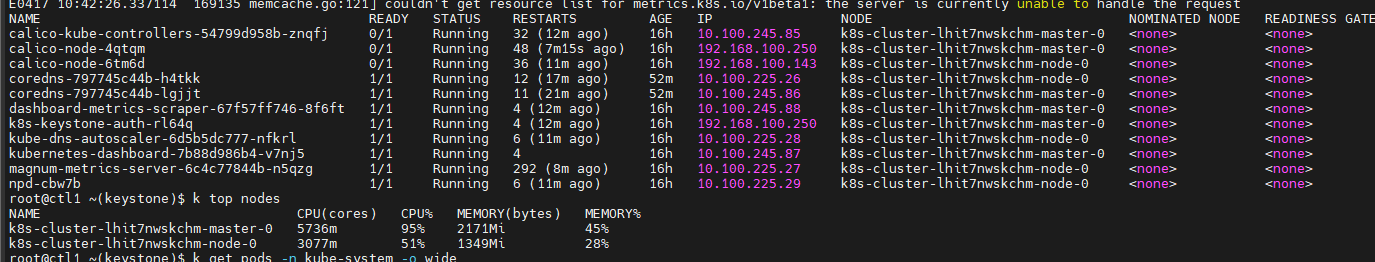 E0417 10:42:26.337114  169135 memcache.go:121] couldn't get resource list for metrics.k8s.io/v1beta1: the server is currently unable to handle the request
NAME READY STATUS RESTARTS AGE IP NODE NOMINATED NODE READINESS GATE
calico-kube-controllers-54799d958b-znqfj 0/1 Running 32 (12m ago) 16h 10.100.245.85 k8s-cluster-lhit7nwskchm-master-0 <none> <none>
calico-node-4qtqm 0/1 Running 48 (7m15s ago) 16h 192.168.100.250 k8s-cluster-lhit7nwskchm-master-0 <none> <none>
calico-node-6tm6d 0/1 Running 36 (11m ago) 16h 192.168.100.143 k8s-cluster-lhit7nwskchm-node-0 <none> <none>
coredns-797745c44b-h4tkk 1/1 Running 12 (17m ago) 52m 10.100.225.26 k8s-cluster-lhit7nwskchm-node-0 <none> <none>
coredns-797745c44b-lgjjt 1/1 Running 11 (21m ago) 52m 10.100.245.86 k8s-cluster-lhit7nwskchm-master-0 <none> <none>
dashboard-metrics-scraper-67f57ff746-8f6ft 1/1 Running 4 (12m ago) 16h 10.100.245.88 k8s-cluster-lhit7nwskchm-master-0 <none> <none>
k8s-keystone-auth-rl64q 1/1 Running 4 (12m ago) 16h 192.168.100.250 k8s-cluster-lhit7nwskchm-master-0 <none> <none>
kube-dns-autoscaler-6d5b5dc777-nfkrl 1/1 Running 6 (11m ago) 16h 10.100.225.28 k8s-cluster-lhit7nwskchm-node-0 <none> <none>
kubernetes-dashboard-7b88d986b4-v7nj5 1/1 Running 4 16h 10.100.245.87 k8s-cluster-lhit7nwskchm-master-0 <none> <none>
magnum-metrics-server-6c4c77844b-n5qzg 1/1 Running 292 (8m ago) 16h 10.100.225.27 k8s-cluster-lhit7nwskchm-node-0 <none> <none>
npd-cbw7b 1/1 Running 6 (11m ago) 16h 10.100.225.29 k8s-cluster-lhit7nwskchm-node-0 <none> <none>
root@ctl1 ~(keystone)$ k top nodes
NAME CPU(cores) CPU% MEMORY(bytes) MEMORY%
k8s-cluster-lhit7nwskchm-master-0 5736m 95% 2171Mi 45%
k8s-cluster-lhit7nwskchm-node-0 3077m 51% 1349Mi 28%
root@ctl1 ~(keystone)$ k get pods -n kube-system -o wide